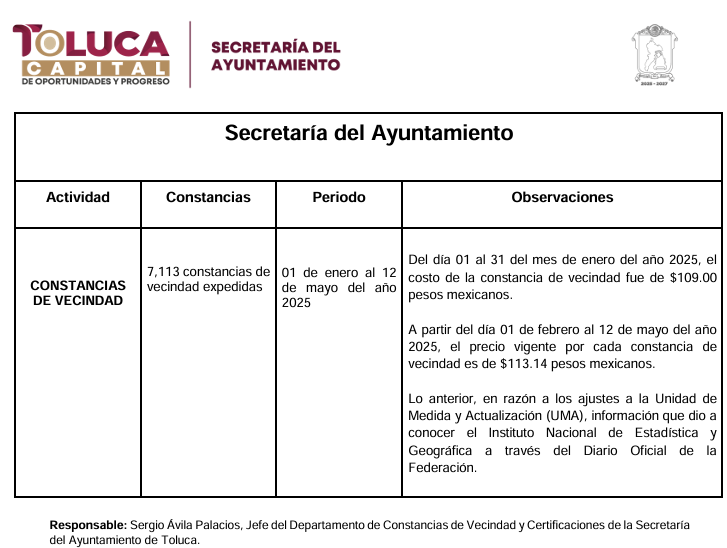 TOLUCA
CAPITAL
DE OPORTUNIDADES Y PROGRESO
SECRETARÍA DEL
AYUNTAMIENTO
2025 - 2027
Secretaría del Ayuntamiento
Actividad
Constancias
Periodo
Observaciones
CONSTANCIAS
DE VECINDAD
7,113 constancias de
vecindad expedidas
01 de enero al 12
de mayo del año
2025
Del día 01 al 31 del mes de enero del año 2025, el
costo de la constancia de vecindad fue de $109.00
pesos mexicanos.
A partir del día 01 de febrero al 12 de mayo del año
2025, el precio vigente por cada constancia de
vecindad es de $113.14 pesos mexicanos.
Lo anterior, en razón a los ajustes a la Unidad de
Medida y Actualización (UMA), información que dio a
conocer el Instituto Nacional de Estadística y
Geográfica a través del Diario Oficial de la
Federación.
Responsable: Sergio Ávila Palacios, Jefe del Departamento de Constancias de Vecindad y Certificaciones de la Secretaría
del Ayuntamiento de Toluca.